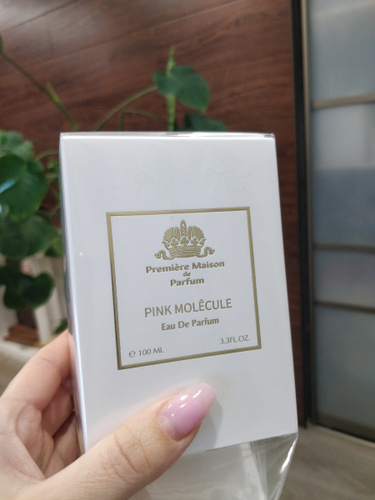 Première Maison
de
Parfum
PINK MOLÉCULE
Eau De Parfum
e 100 ML
3.3FL.OZ.